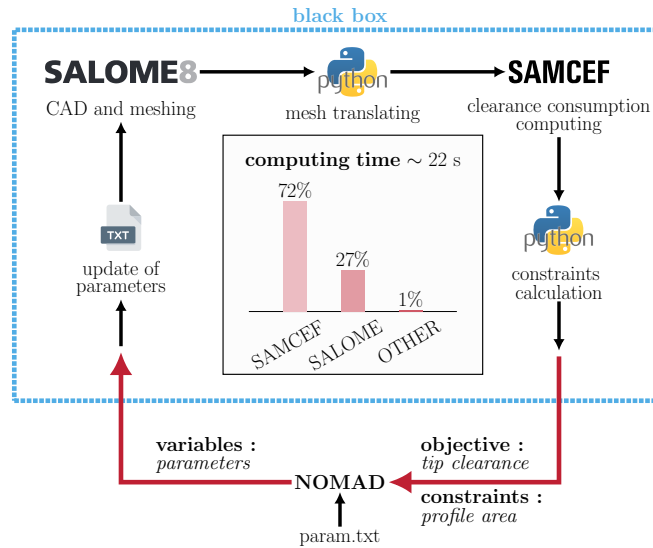 black box
SALOME8
python
SAMCEF
CAD and meshing
mesh translating
clearance consumption
computing
computing time ~ 22 s
72%
27%
1%
SAMCEF
SALOME
OTHER
TXT
update of
parameters
python
constraints
calculation
variables :
parameters
objective :
tip clearance
NOMAD
constraints :
profile area
param.txt